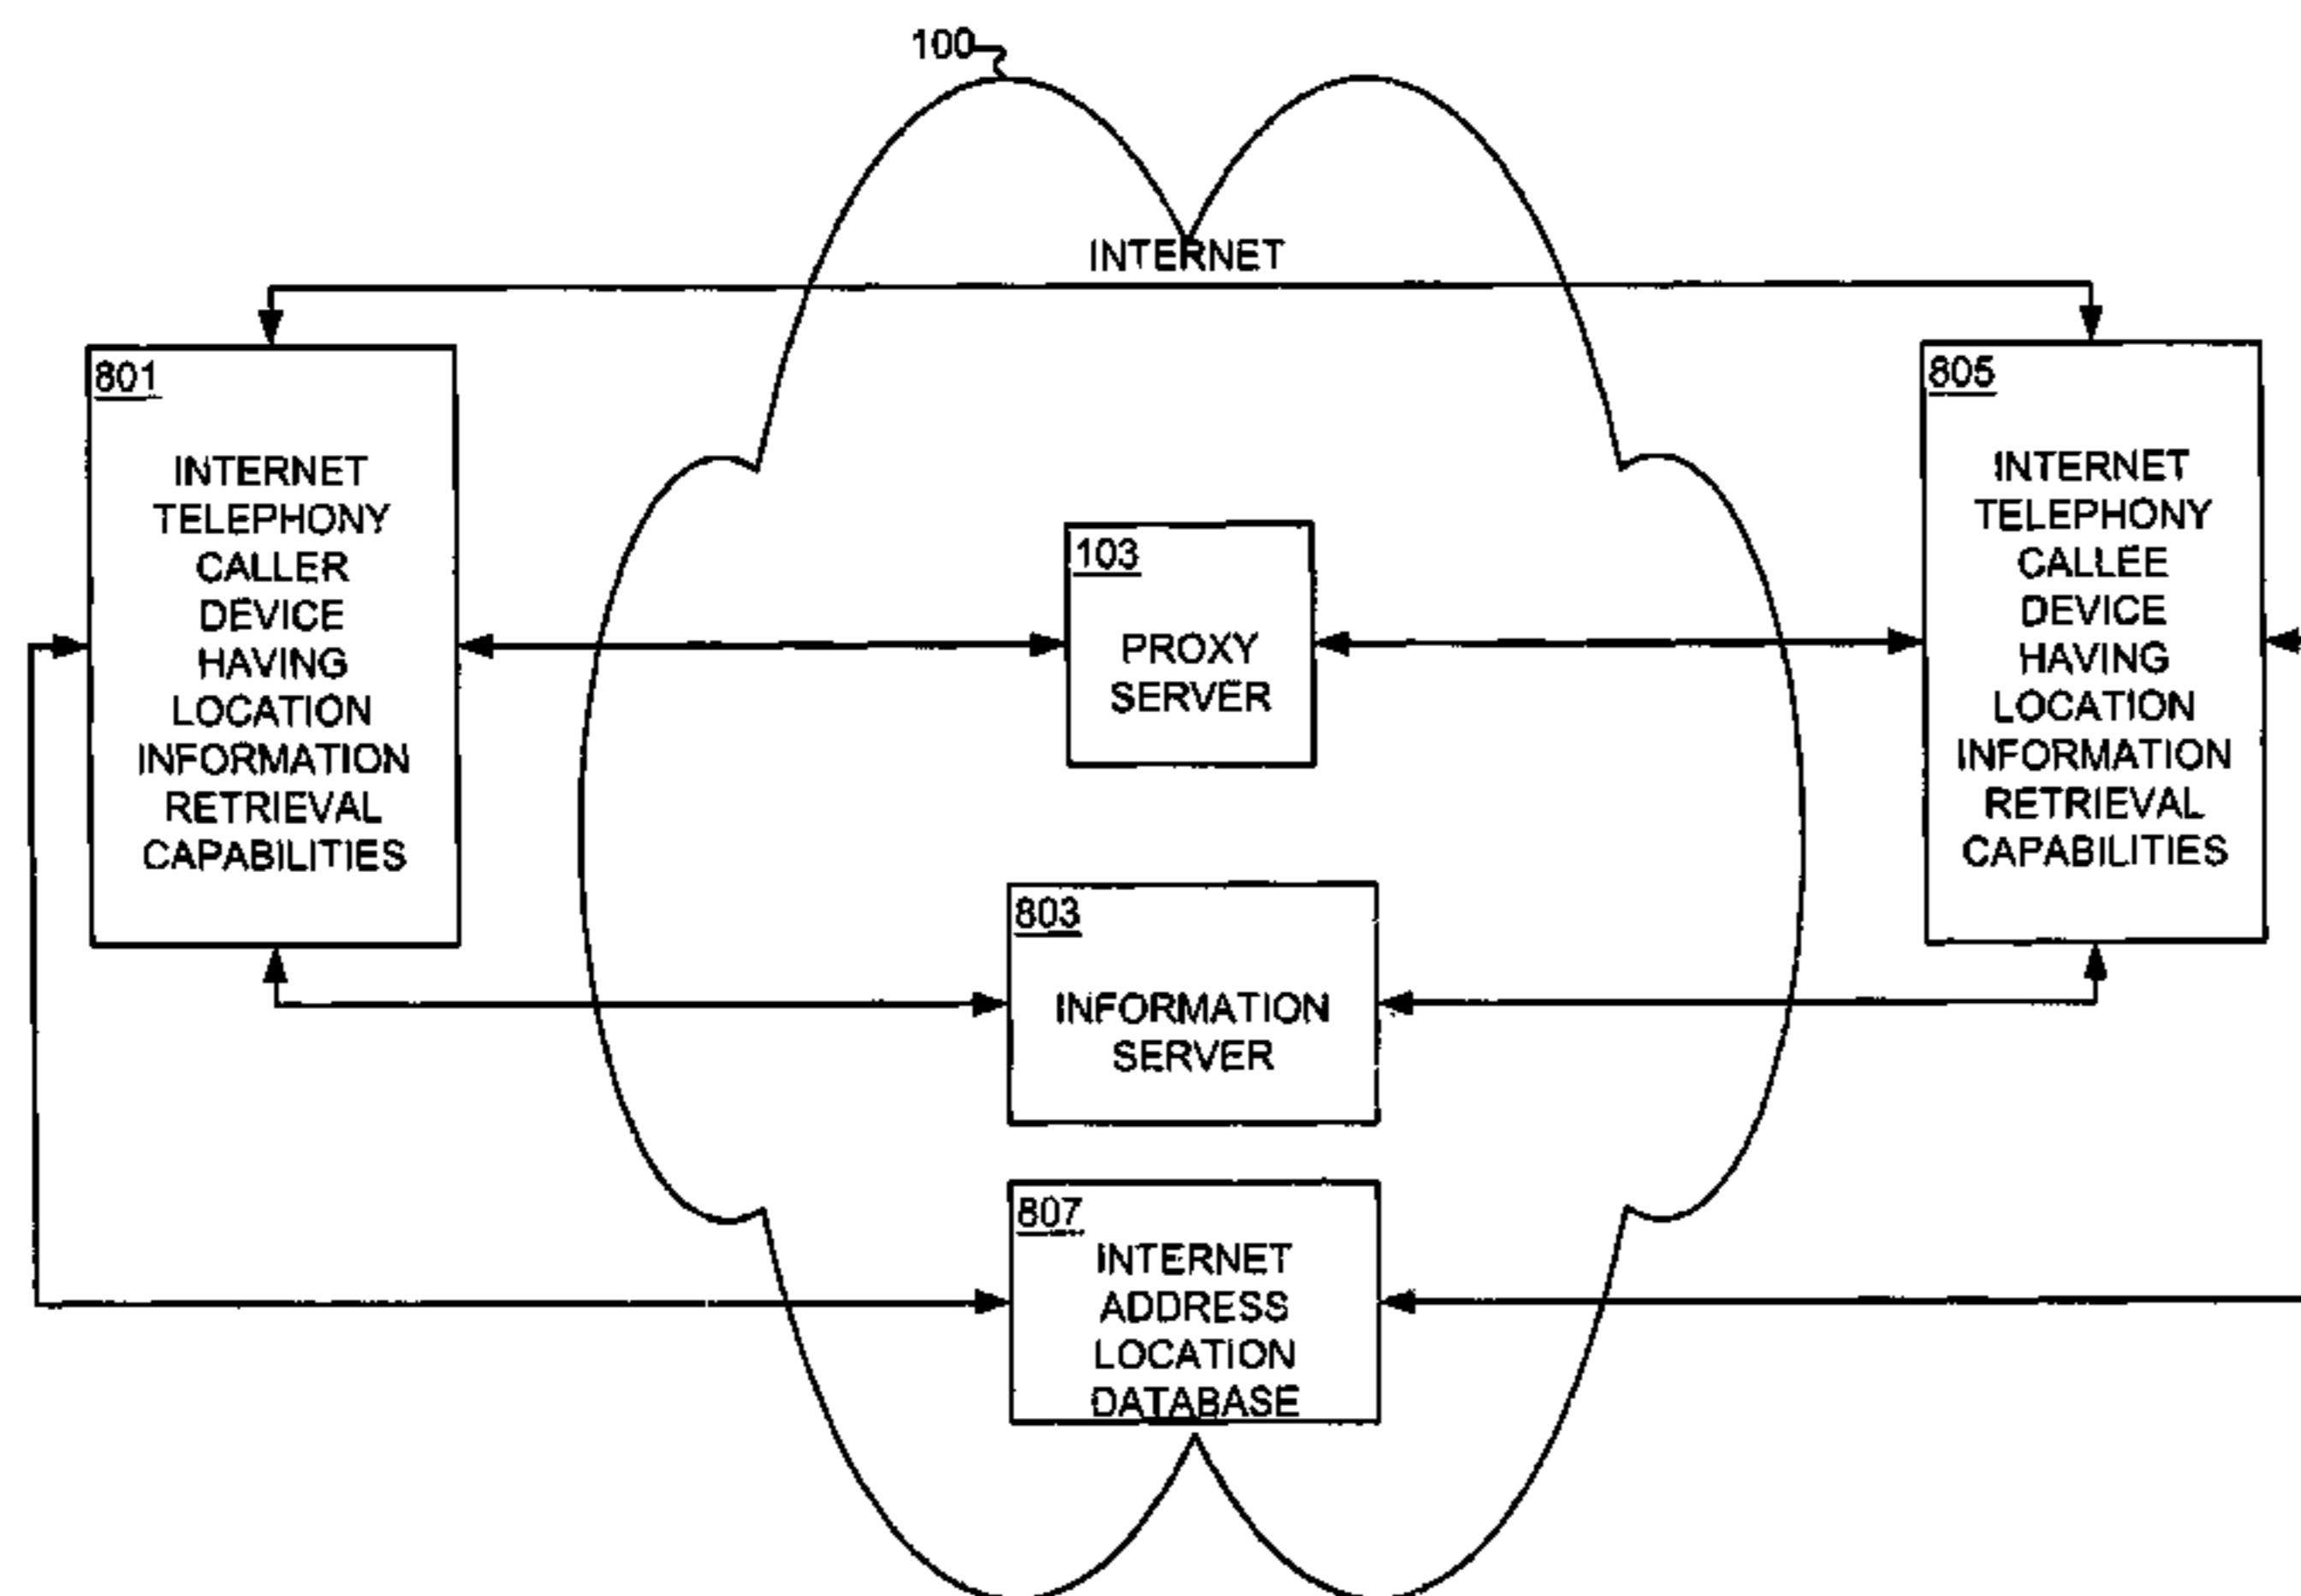 100
INTERNET
801
INTERNET
TELEPHONY
CALLER
DEVICE
HAVING
LOCATION
INFORMATION
RETRIEVAL
CAPABILITIES
103
PROXY
SERVER
805
INTERNET
TELEPHONY
CALLEE
DEVICE
HAVING
LOCATION
INFORMATION
RETRIEVAL
CAPABILITIES
803
INFORMATION
SERVER
807
INTERNET
ADDRESS
LOCATION
DATABASE